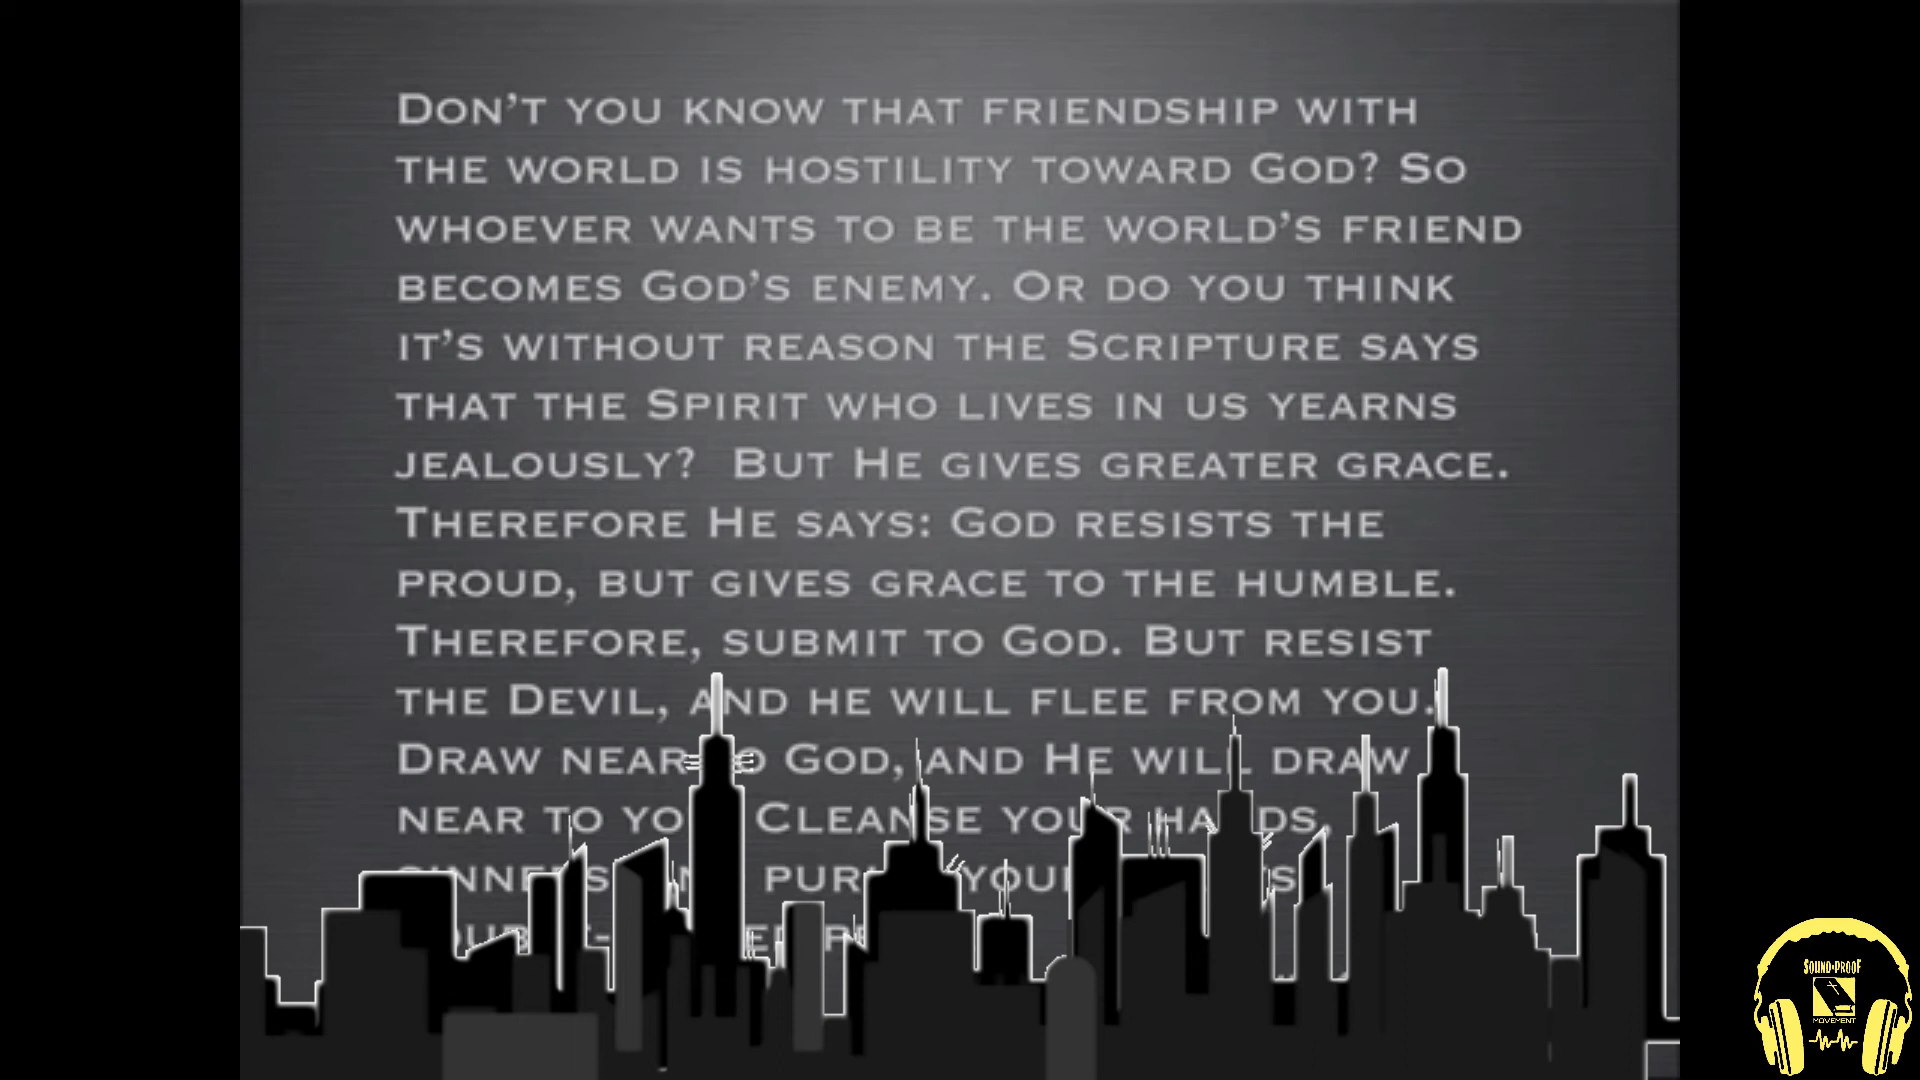 Don't you know that friendship with
the world is hostility toward God? So
whoever wants to be the world's friend
becomes God's enemy. Or do you think
it's without reason the Scripture says
that the Spirit who lives in us yearns
jealously?  But He gives greater grace.
Therefore He says: God resists the
proud, but gives grace to the humble.
Therefore, submit to God. But resist
the Devil, and he will flee from you.
Draw near God, and He will draw
near to Cleanse your hands,
SOUND-PROOF
MOVEMENT